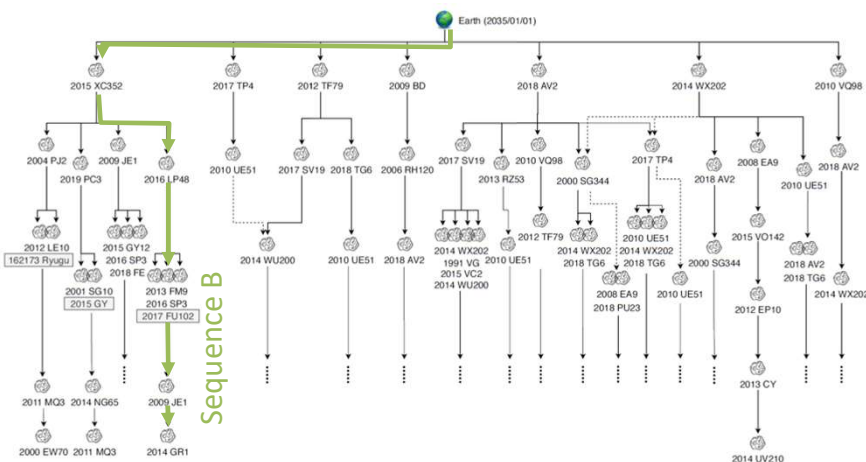 Earth (2035/01/01)
2015 XC352
2017 TP4
2012 TF79
2009 BD
2018 AV2
2014 WX202
2010 VQ98
2004 PJ2
2019 PC3
2009 JE1
2016 LP48
2010 UE51
2017 SV19
2018 TG6
2006 RH120
2017 SV19
2013 RZ53
2010 VQ98
2000 SG344
2017 TP4
2018 AV2
2008 EA9
2010 UE51
2018 AV2
2012 LE10
162173 Ryugu
2001 SG10
2015 GY
2015 GY12
2016 SP3
2018 FE
2013 FM9
2016 SP3
2017 FU102
Sequence B
2014 WU200
2010 UE51
2018 AV2
2014 WX202
1991 VG
2015 VC2
2014 WU200
2010 UE51
2012 TF79
2014 WX202
2018 TG6
2008 EA9
2018 PU23
2010 UE51
2014 WX202
2018 TG6
2010 UE51
2000 SG344
2015 VO142
2012 EP10
2013 CY
2014 UV210
2018 AV2
2018 TG6
2014 WX202
2011 MQ3
2014 NG65
2009 JE1
2000 EW70
2011 MQ3
2014 GR1